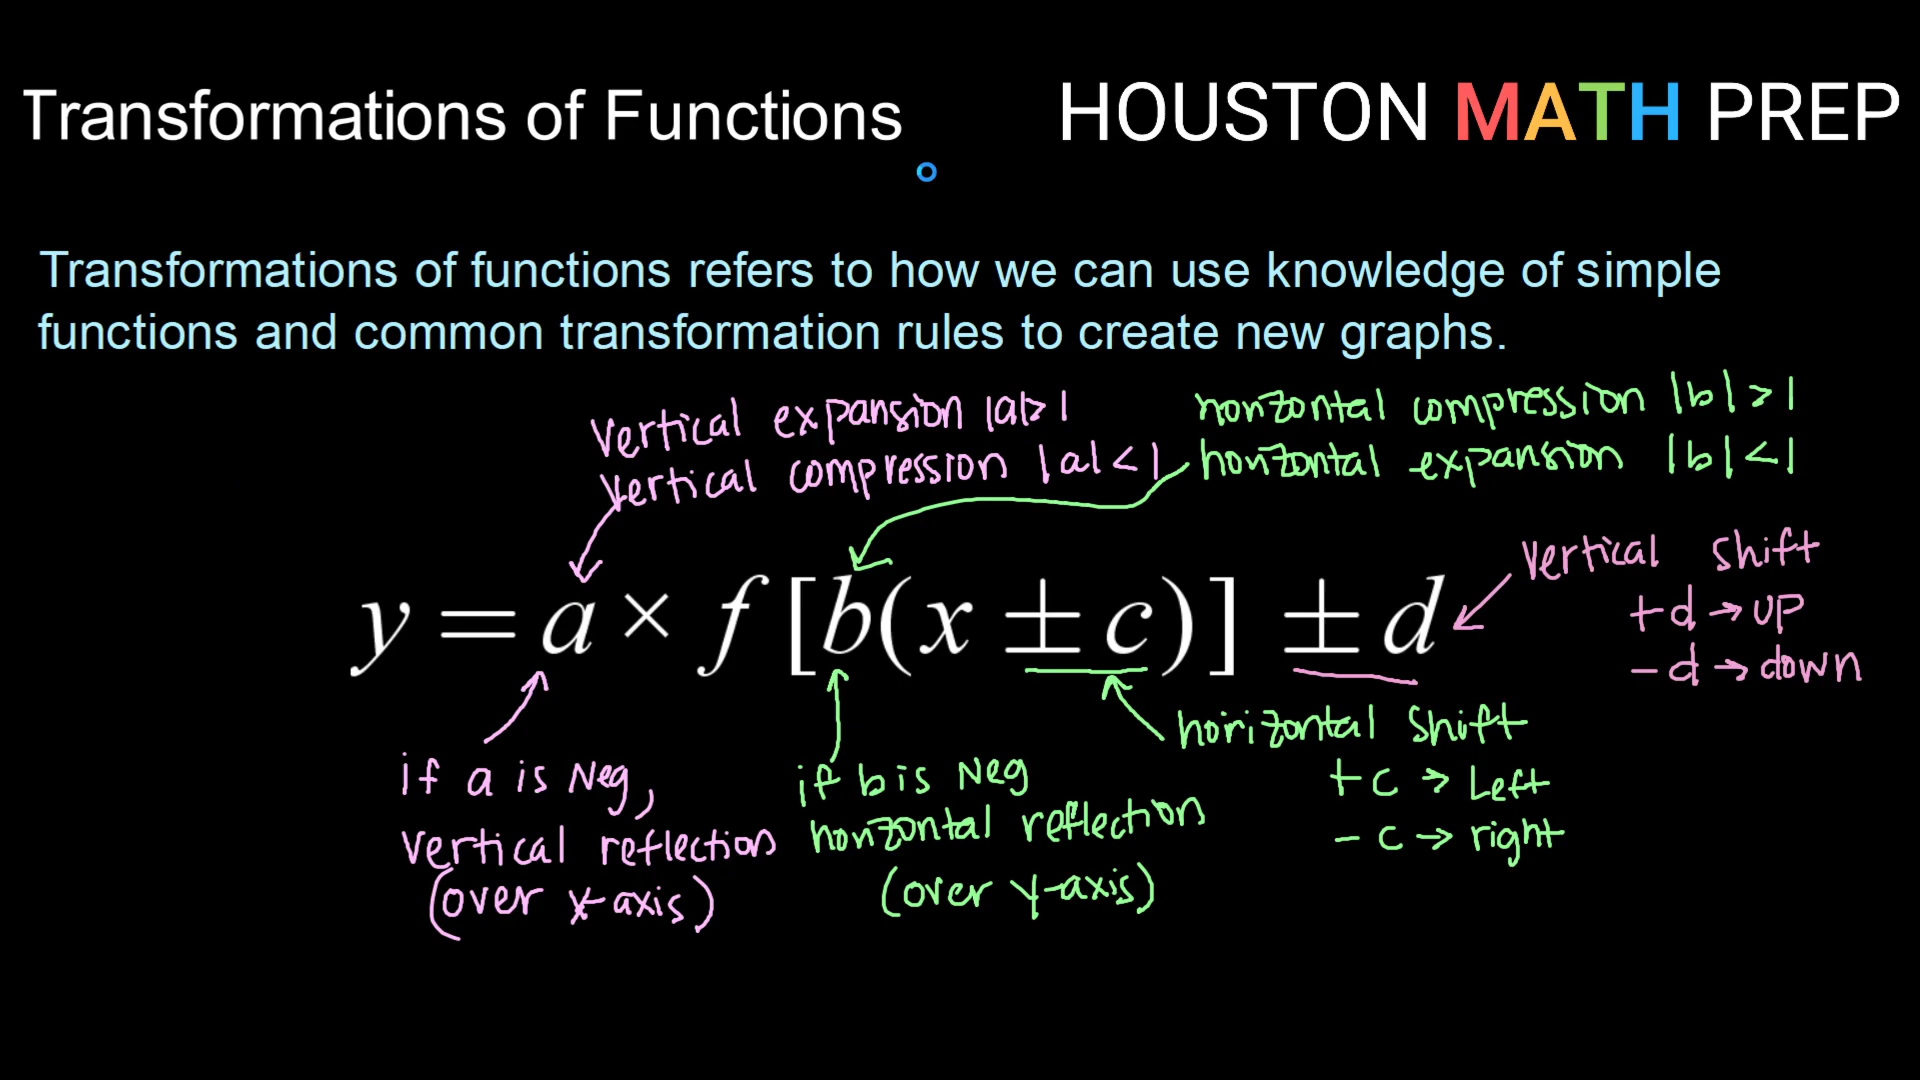 Transformations of Functions
HOUSTON MATH PREP
Transformations of functions refers to how we can use knowledge of simple
functions and common transformation rules to create new graphs.
vertical expansion |a|>1
vertical compression |a|<1
horizontal compression |b|>1
horizontal expansion |b|<1
y = a × f [b(x ± c)] ± d
vertical shift
+d → up
-d → down
if a is Neg,
vertical reflection
(over x-axis)
if b is Neg
horizontal reflection
(over y-axis)
hoirizontal shift
+c → Left
-c → right